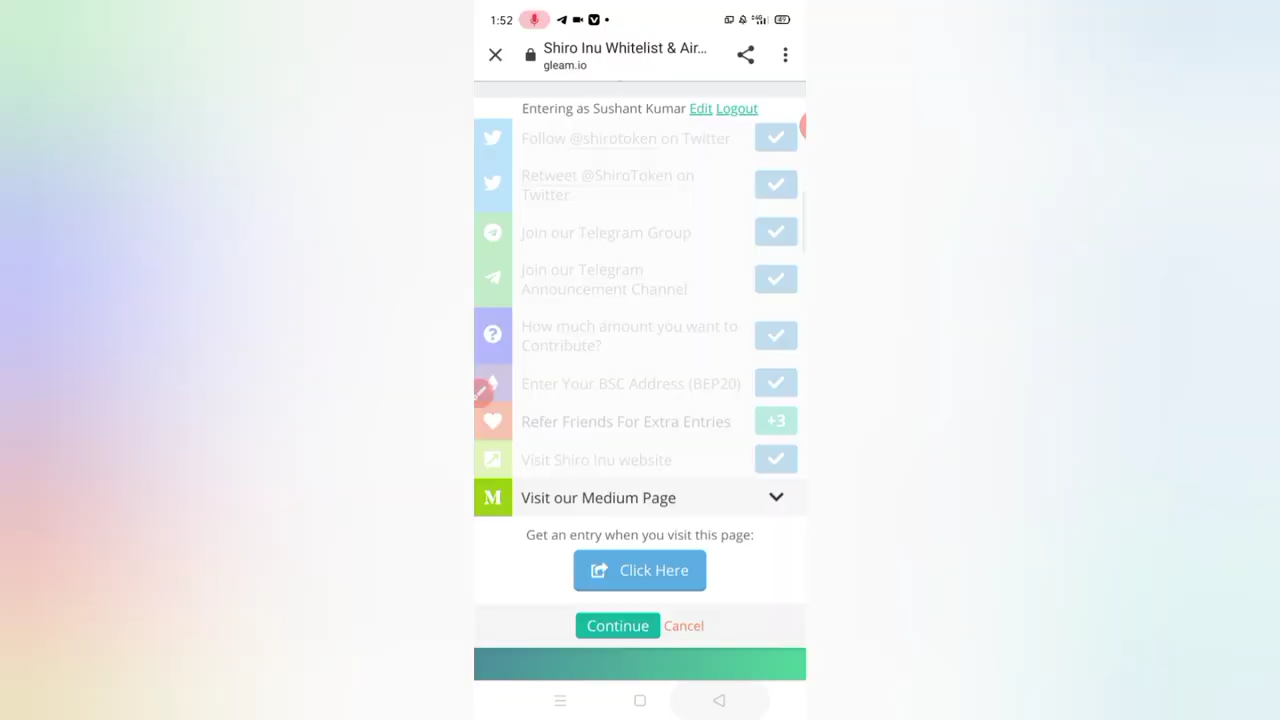 1:52
Shiro Inu Whitelist & Air...
gleam.io
Entering as Sushant Kumar Edit Logout
Follow @shirotoken on Twitter
Retweet @ShiroToken on
Twitter
Join our Telegram Group
Join our Telegram
Announcement Channel
How much amount you want to
Contribute?
Enter Your BSC Address (BEP20)
Refer Friends For Extra Entries +3
Visit Shiro Inu website
M Visit our Medium Page
Get an entry when you visit this page:
Click Here
Continue Cancel